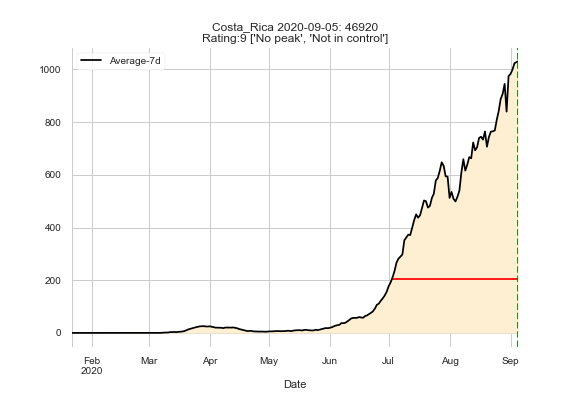 Costa_Rica 2020-09-05: 46920
Rating:9 ['No peak', 'Not in control']
Average-7d
1000
800
600
400
200
0
Feb Mar Apr May Jun Jul Aug Sep
2020
Date